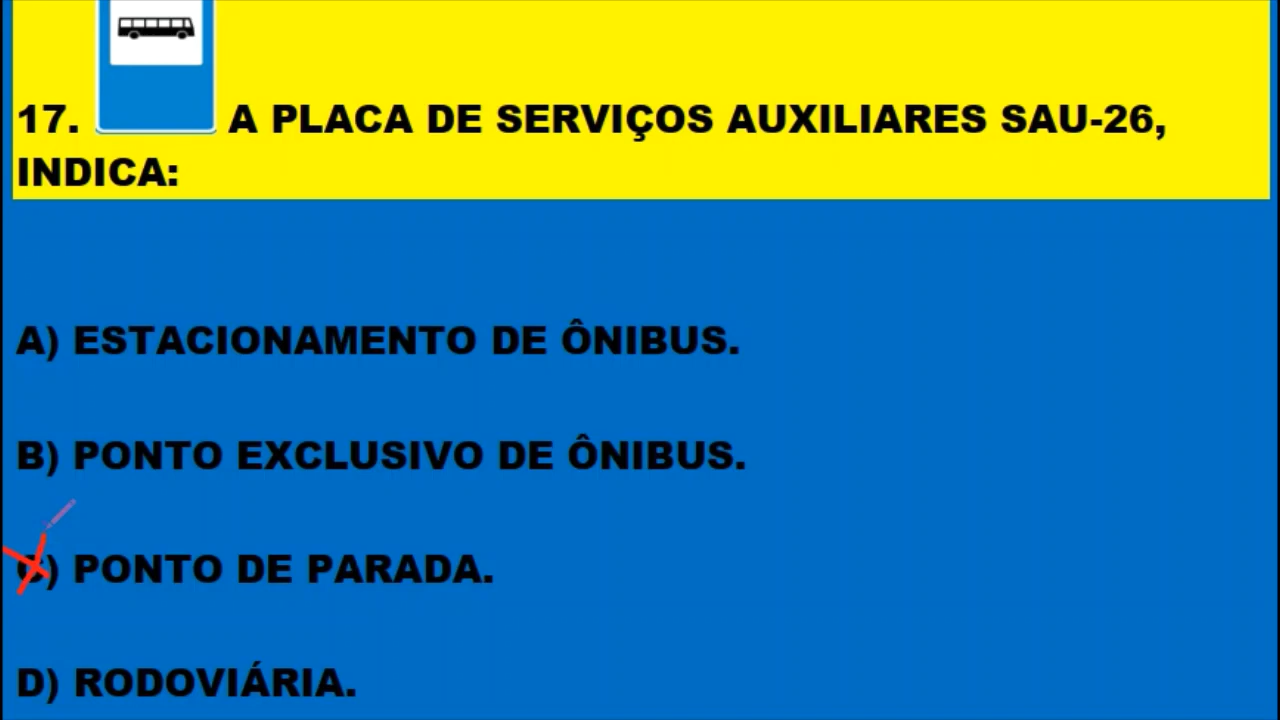 17. A PLACA DE SERVIÇOS AUXILIARES SAU-26,
INDICA:
A) ESTACIONAMENTO DE ÔNIBUS.
B) PONTO EXCLUSIVO DE ÔNIBUS.
C) PONTO DE PARADA.
D) RODOVIÁRIA.